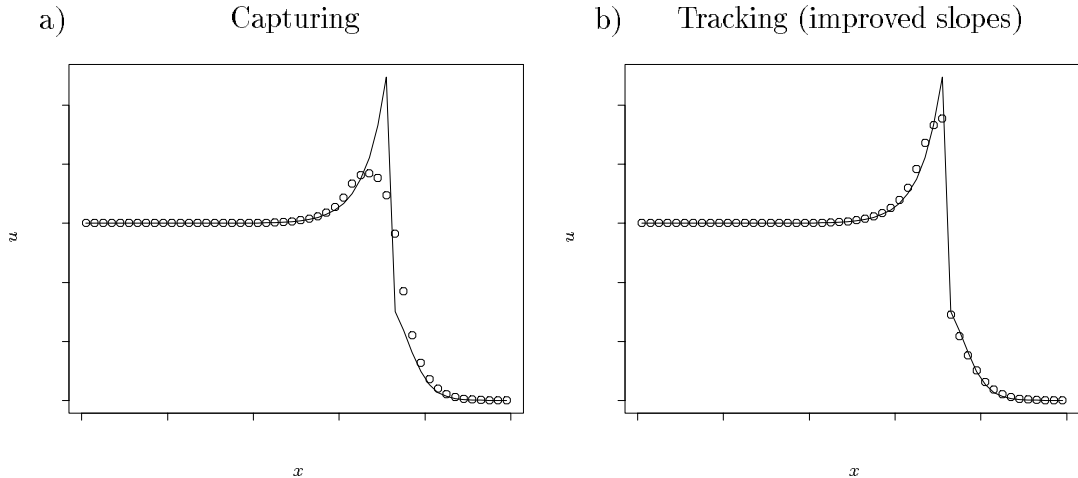 a) Capturing
b) Tracking (improved slopes)
u
x
u
x